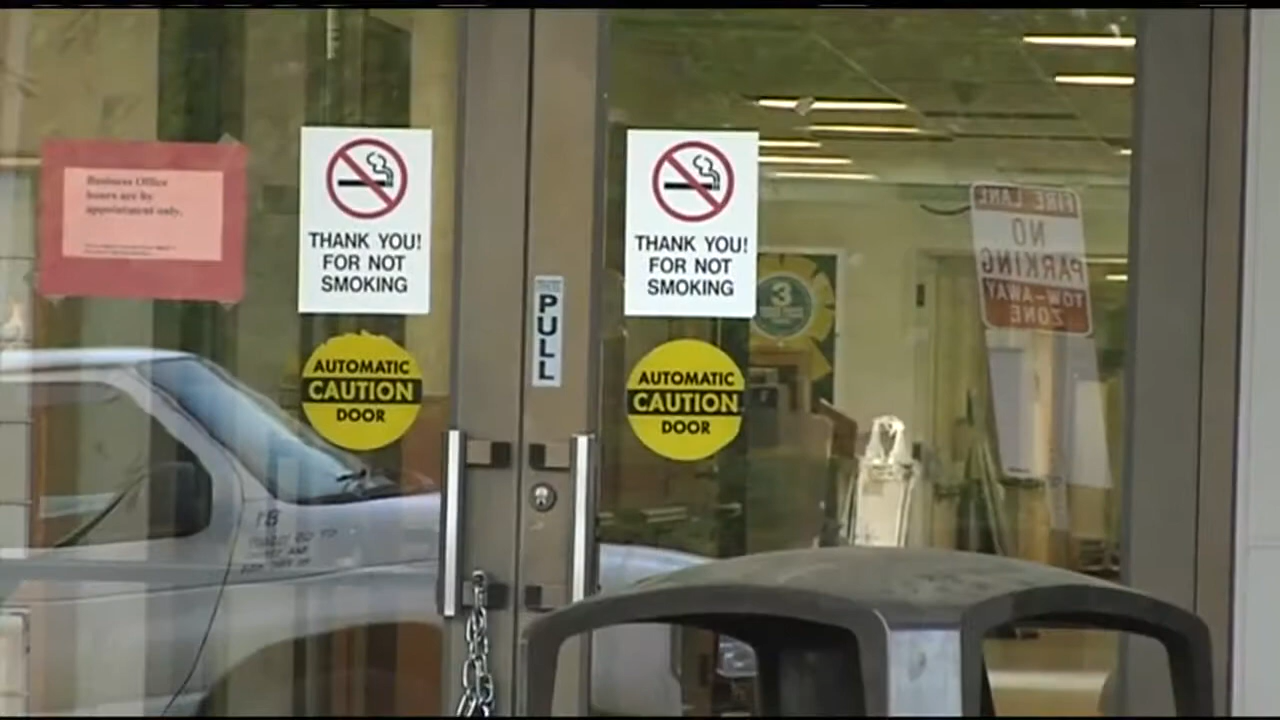 Business Office
hours are by
appointment only.
THANK YOU!
FOR NOT
SMOKING
AUTOMATIC
CAUTION
DOOR
PULL
THANK YOU!
FOR NOT
SMOKING
AUTOMATIC
CAUTION
DOOR
3
FIRE LANE
NO
PARKING
TOW-AWAY
ZONE